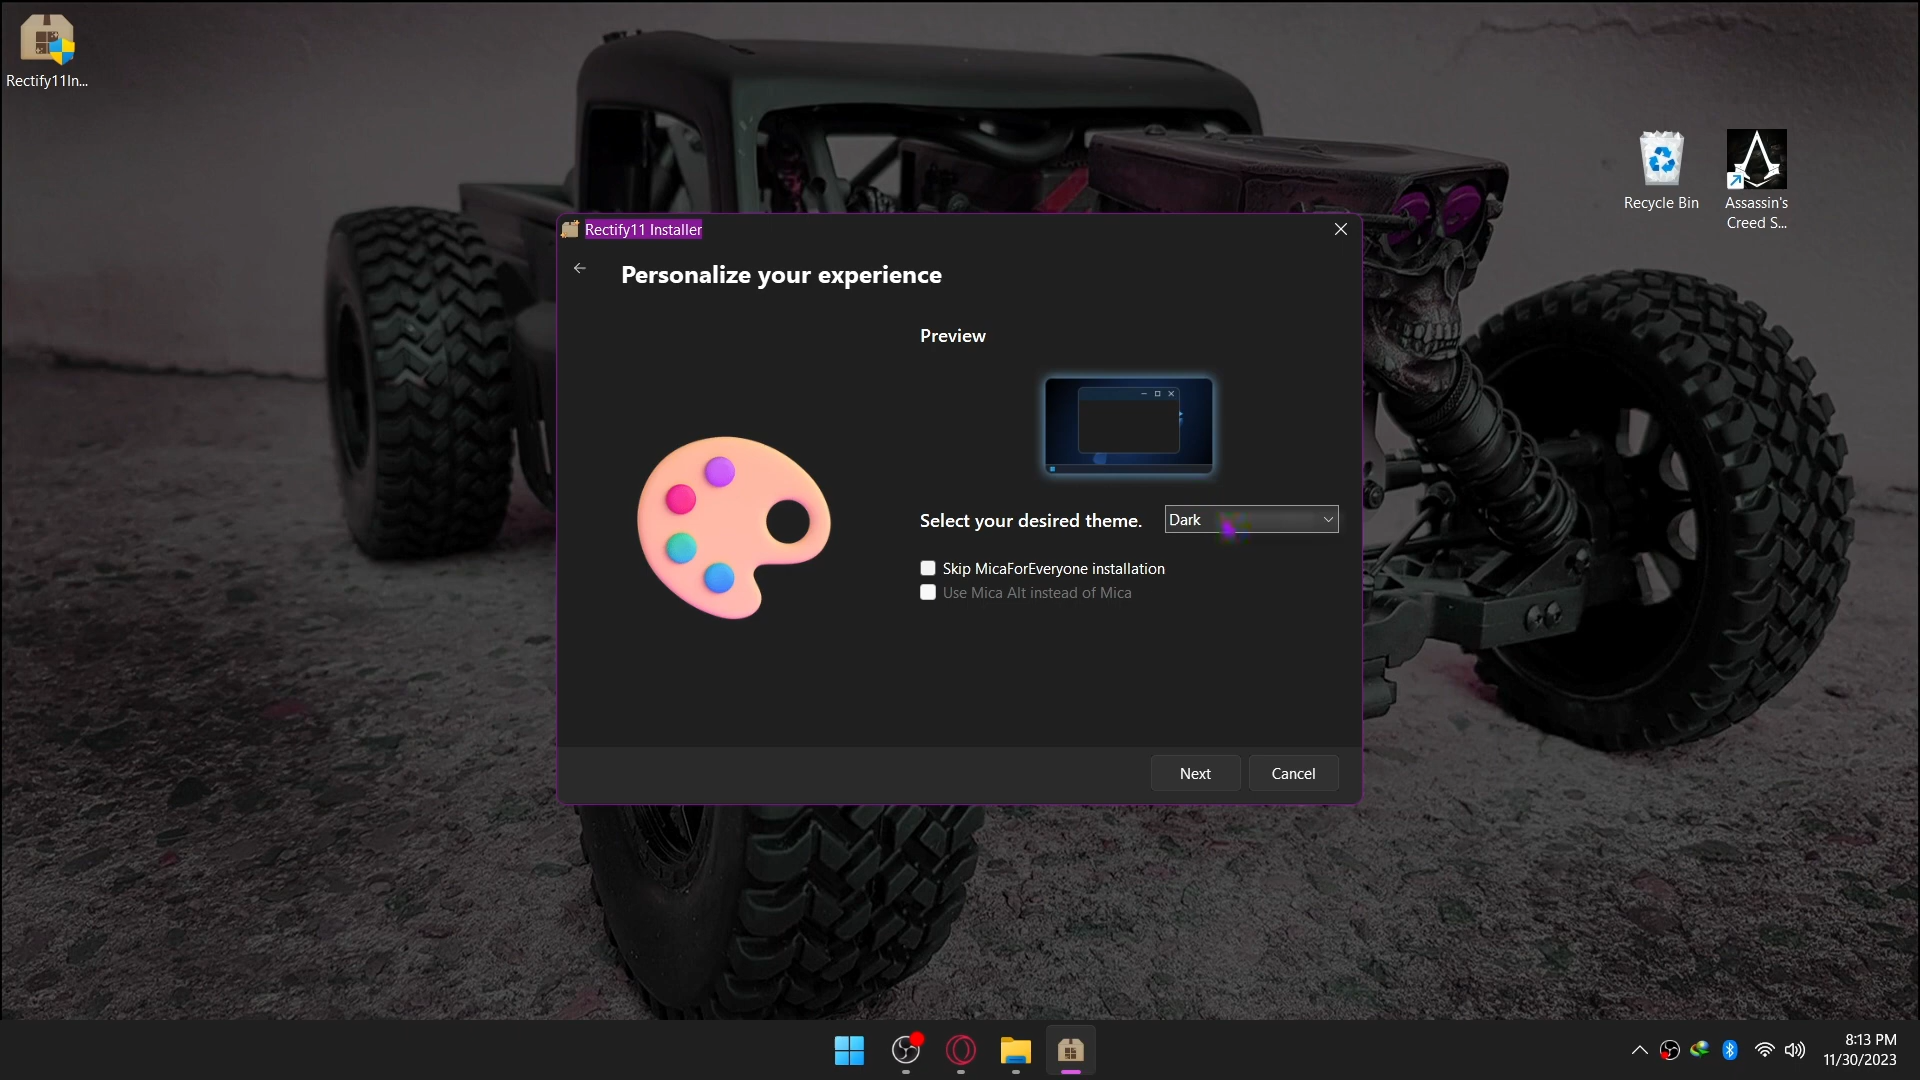 Rectify11In...
Recycle Bin
Assassin's
Creed S...
Rectify11 Installer
Personalize your experience
Preview
Select your desired theme.
Dark
Skip MicaForEveryone installation
Use Mica Alt instead of Mica
Next
Cancel
8:13 PM
11/30/2023